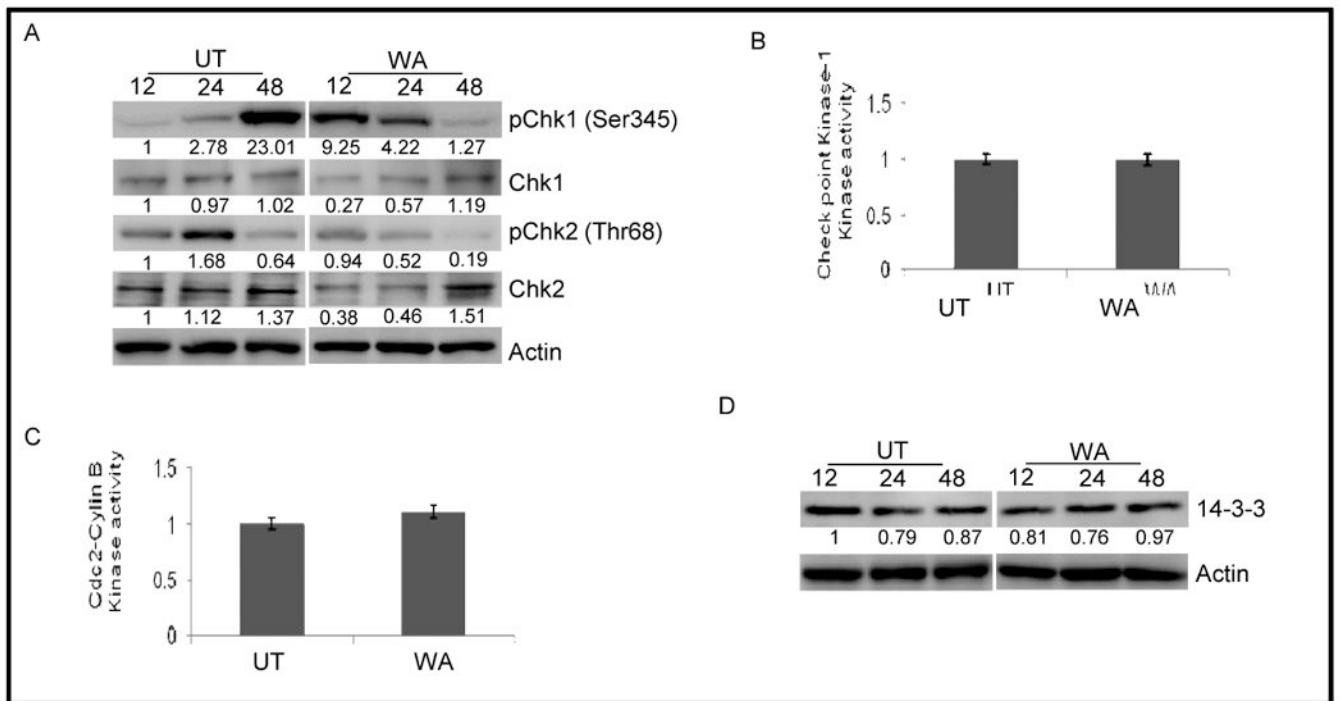 A
UT WA
12 24 48 12 24 48
pChk1 (Ser345)
1 2.78 23.01 9.25 4.22 1.27
Chk1
1 0.97 1.02 0.27 0.57 1.19
pChk2 (Thr68)
1 1.68 0.64 0.94 0.52 0.19
Chk2
1 1.12 1.37 0.38 0.46 1.51
Actin
B
Check point Kinase-1
Kinase activity
1.5
1
0.5
0
UT WA
C
Cdc2-Cylin B
Kinase activity
1.5
1
0.5
0
UT WA
D
UT WA
12 24 48 12 24 48
14-3-3
1 0.79 0.87 0.81 0.76 0.97
Actin